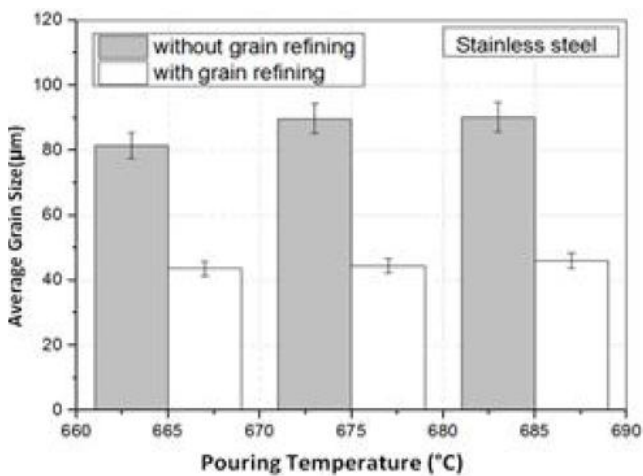 120
100
80
60
40
20
0
Average Grain Size(μm)
without grain refining
with grain refining
Stainless steel
660 665 670 675 680 685 690
Pouring Temperature (°C)